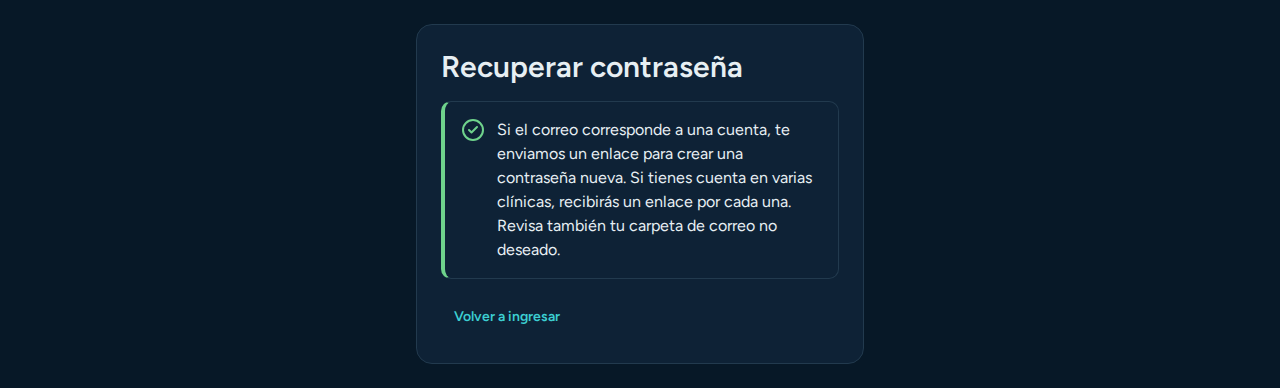 Recuperar contraseña
Si el correo corresponde a una cuenta, te
enviamos un enlace para crear una
contraseña nueva. Si tienes cuenta en varias
clínicas, recibirás un enlace por cada una.
Revisa también tu carpeta de correo no
deseado.
Volver a ingresar